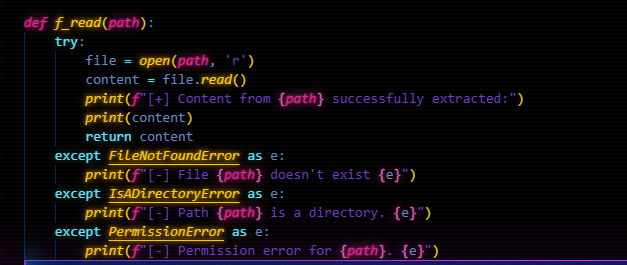 def f_read(path):
    try:
        file = open(path, 'r')
        content = file.read()
        print(f"[+] Content from {path} successfully extracted:")
        print(content)
        return content
    except FileNotFoundError as e:
        print(f"[-] File {path} doesn't exist {e}")
    except IsADirectoryError as e:
        print(f"[-] Path {path} is a directory. {e}")
    except PermissionError as e:
        print(f"[-] Permission error for {path}. {e}")